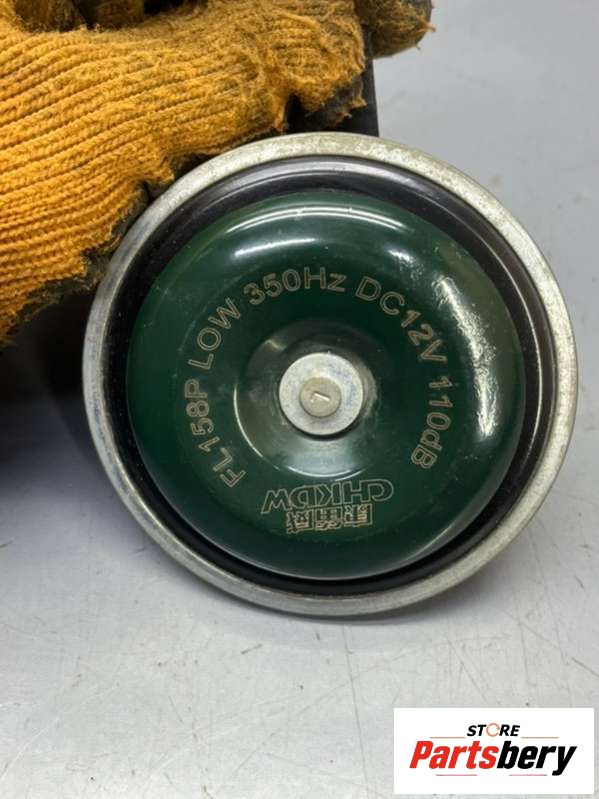 FL158P LOW 350Hz DC12V 110dB
CHKDW
STORE
Partsbery